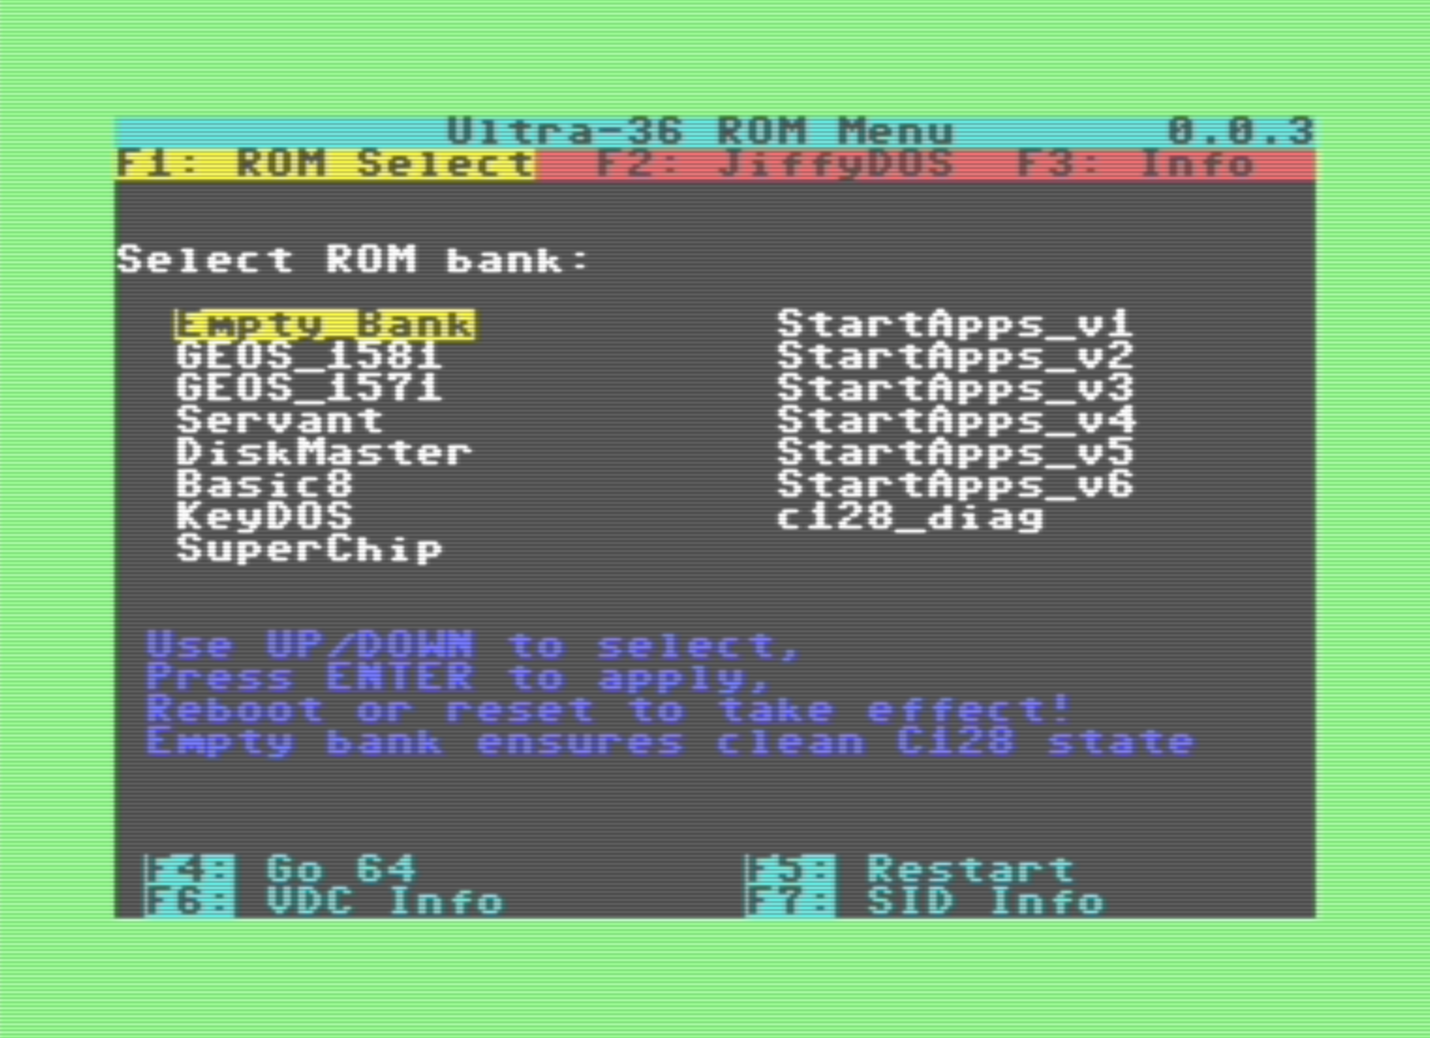 Ultra-36 ROM Menu 0.0.3
F1: ROM Select F2: JiffyDOS F3: Info
Select ROM bank:
Empty Bank StartApps_v1
GEOS_1581 StartApps_v2
GEOS_1571 StartApps_v3
Servant StartApps_v4
DiskMaster StartApps_v5
Basic8 StartApps_v6
KeyDOS c128_diag
SuperChip
Use UP/DOWN to select,
Press ENTER to apply,
Reboot or reset to take effect!
Empty bank ensures clean C128 state
F4: Go 64 F5: Restart
F6: VDC Info F7: SID Info